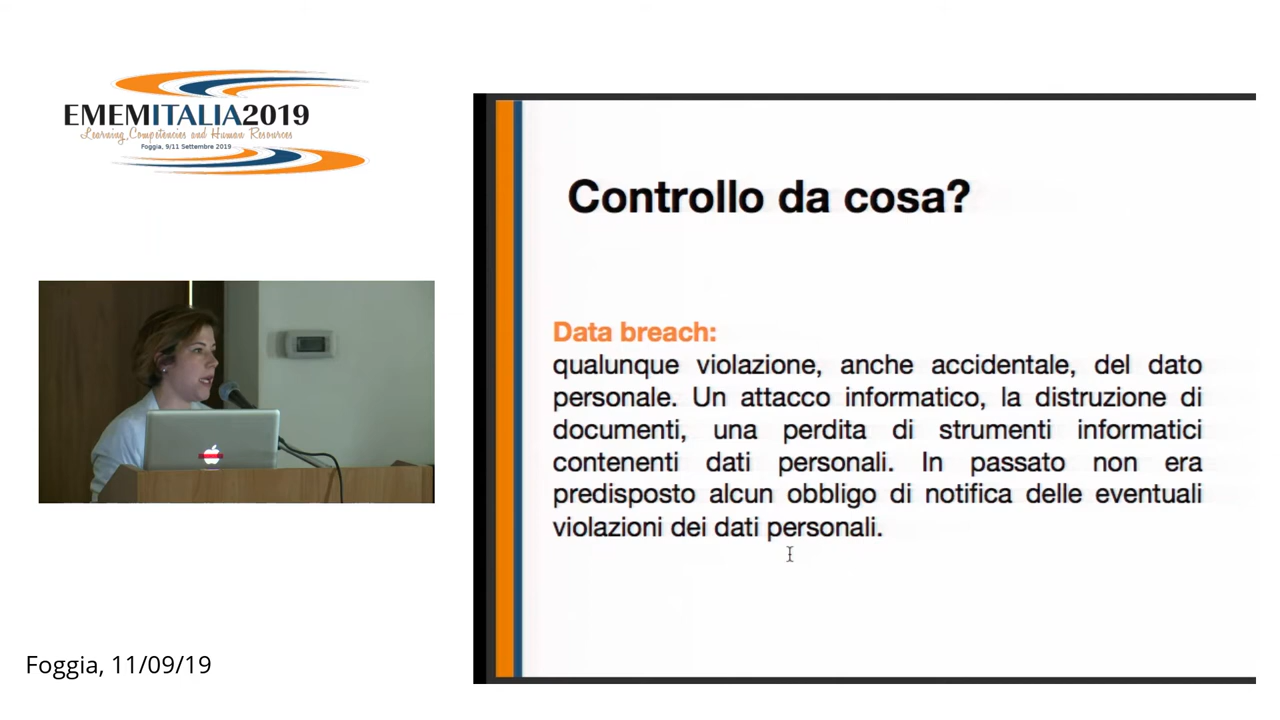 EMEMITALIA2019
Learning, Competencies and Human Resources
Foggia, 9/11 Settembre 2019
Controllo da cosa?
Data breach:
qualunque violazione, anche accidentale, del dato
personale. Un attacco informatico, la distruzione di
documenti, una perdita di strumenti informatici
contenenti dati personali. In passato non era
predisposto alcun obbligo di notifica delle eventuali
violazioni dei dati personali.
Foggia, 11/09/19